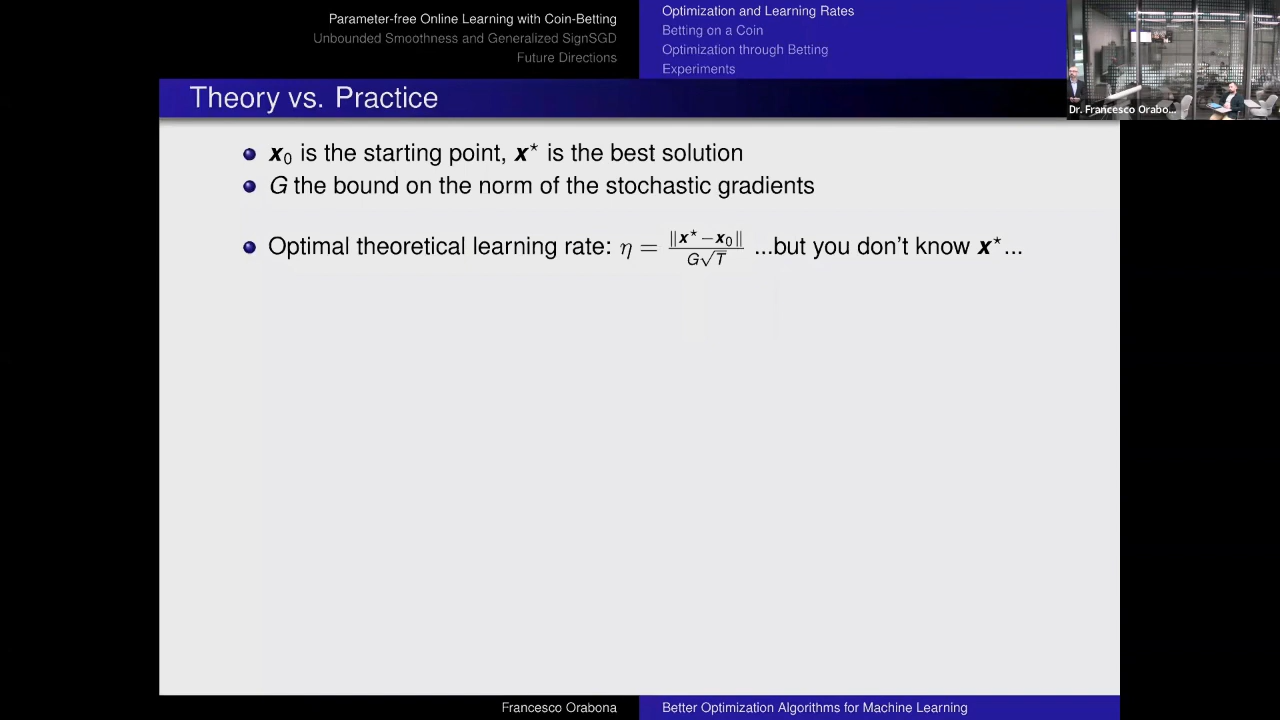 Parameter-free Online Learning with Coin-Betting
Unbounded Smoothness and Generalized SignSGD
Future Directions
Optimization and Learning Rates
Betting on a Coin
Optimization through Betting
Experiments
Dr. Francesco Orabo...
Theory vs. Practice
x₀ is the starting point, x⋆ is the best solution
G the bound on the norm of the stochastic gradients
Optimal theoretical learning rate: η = ‖x⋆−x₀‖ / G√T ...but you don't know x⋆...
Francesco Orabona
Better Optimization Algorithms for Machine Learning